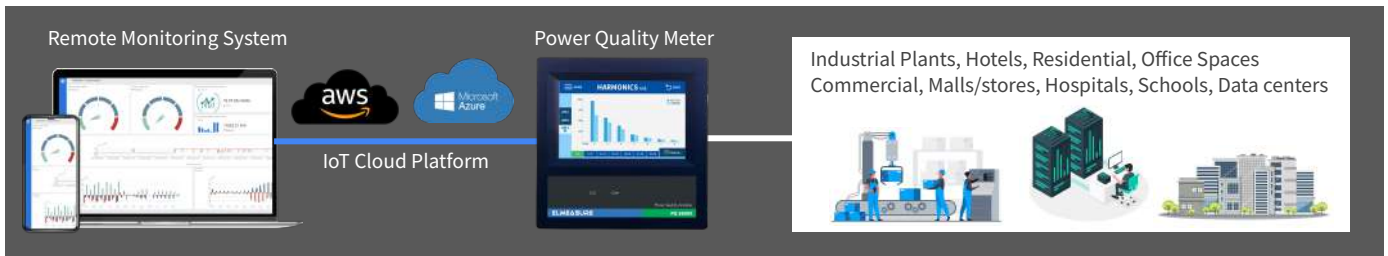 Remote Monitoring System
Power Quality Meter
Industrial Plants, Hotels, Residential, Office Spaces
Commercial, Malls/stores, Hospitals, Schools, Data centers
aws
Microsoft
Azure
IoT Cloud Platform
HARMONICS
ELMEASURE